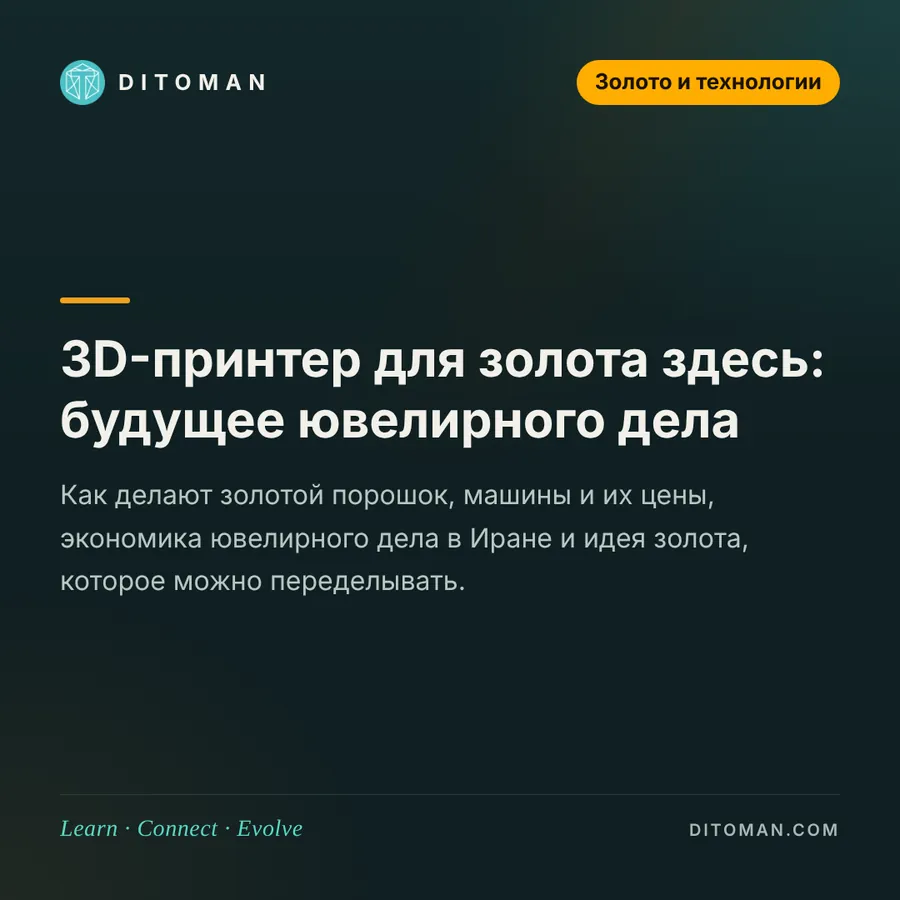 DITOMAN
Золото и технологии
3D-принтер для золота здесь:
будущее ювелирного дела
Как делают золотой порошок, машины и их цены,
экономика ювелирного дела в Иране и идея золота,
которое можно переделывать.
Learn · Connect · Evolve
DITOMAN.COM